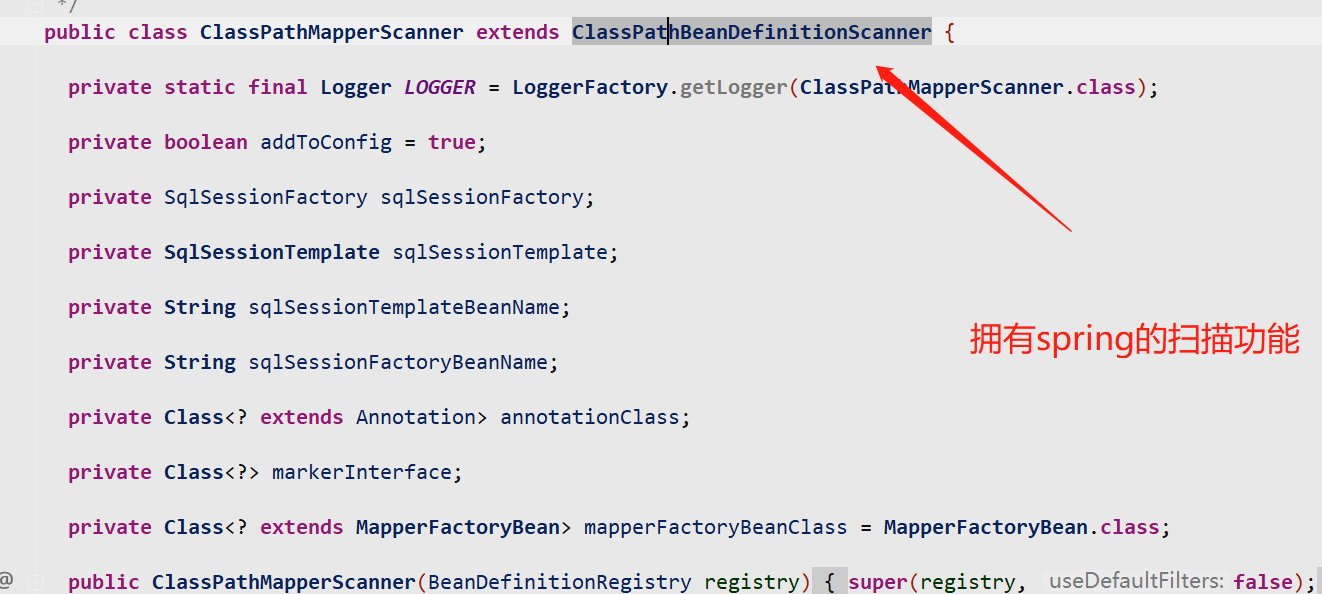 */
public class ClassPathMapperScanner extends ClassPathBeanDefinitionScanner {
private static final Logger LOGGER = LoggerFactory.getLogger(ClassPathMapperScanner.class);
private boolean addToConfig = true;
private SqlSessionFactory sqlSessionFactory;
private SqlSessionTemplate sqlSessionTemplate;
private String sqlSessionTemplateBeanName;
拥有spring的扫描功能
private String sqlSessionFactoryBeanName;
private Class<? extends Annotation> annotationClass;
private Class<?> markerInterface;
private Class<? extends MapperFactoryBean> mapperFactoryBeanClass = MapperFactoryBean.class;
@ public ClassPathMapperScanner(BeanDefinitionRegistry registry) { super(registry, useDefaultFilters: false);